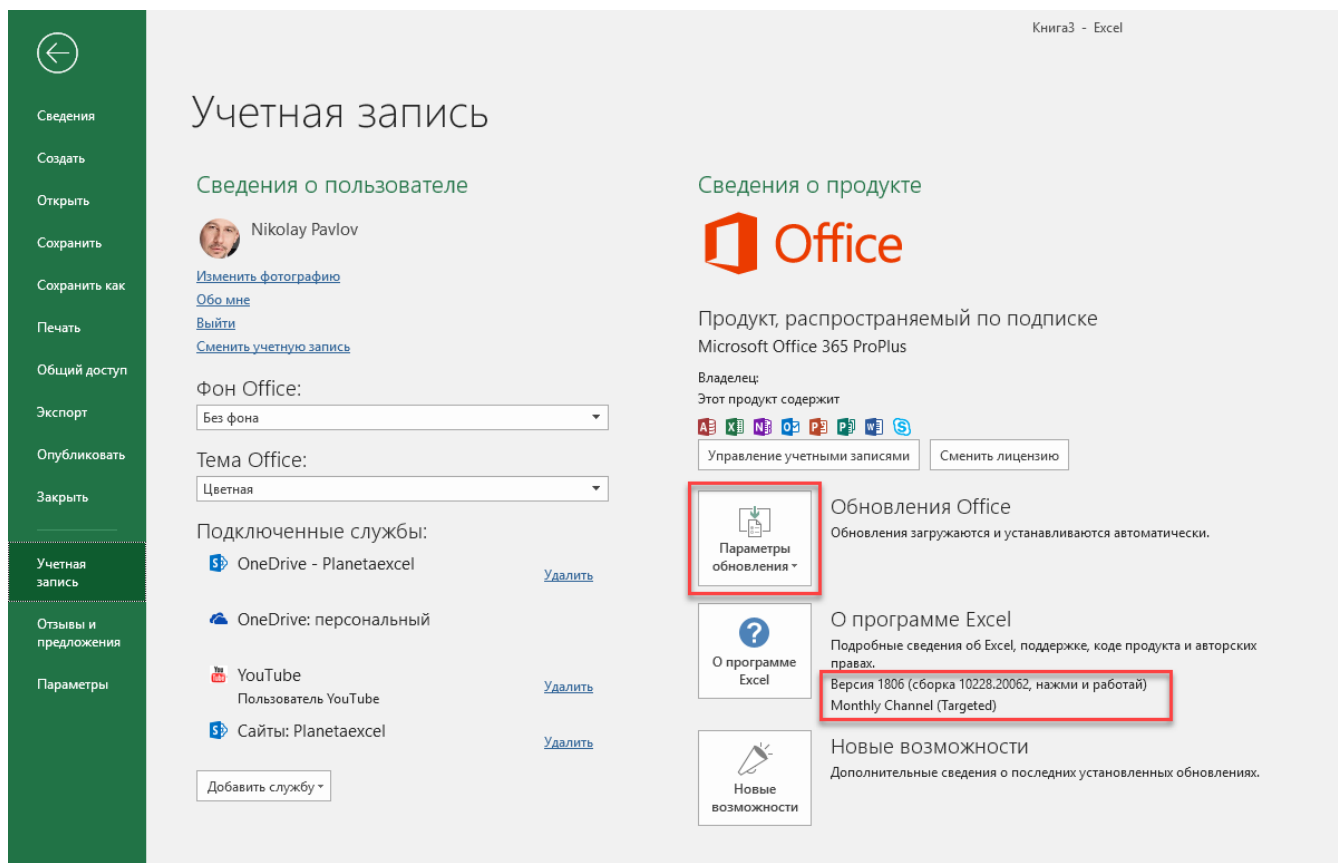 Книга3 - Excel
Сведения
Создать
Открыть
Сохранить
Сохранить как
Печать
Общий доступ
Экспорт
Опубликовать
Закрыть
Учетная
запись
Отзывы и
предложения
Параметры
Учетная запись
Сведения о пользователе
Nikolay Pavlov
Изменить фотографию
Обо мне
Выйти
Сменить учетную запись
Фон Office:
Без фона
Тема Office:
Цветная
Подключенные службы:
OneDrive - Planetaexcel
Удалить
OneDrive: персональный
YouTube
Удалить
Пользователь YouTube
Сайты: Planetaexcel
Удалить
Добавить службу
Сведения о продукте
Office
Продукт, распространяемый по подписке
Microsoft Office 365 ProPlus
Владелец:
Этот продукт содержит
Управление учетными записями
Сменить лицензию
Параметры
обновления
Обновления Office
Обновления загружаются и устанавливаются автоматически.
О программе
Excel
О программе Excel
Подробные сведения об Excel, поддержке, коде продукта и авторских
правах.
Версия 1806 (сборка 10228.20062, нажми и работай)
Monthly Channel (Targeted)
Новые
возможности
Новые возможности
Дополнительные сведения о последних установленных обновлениях.